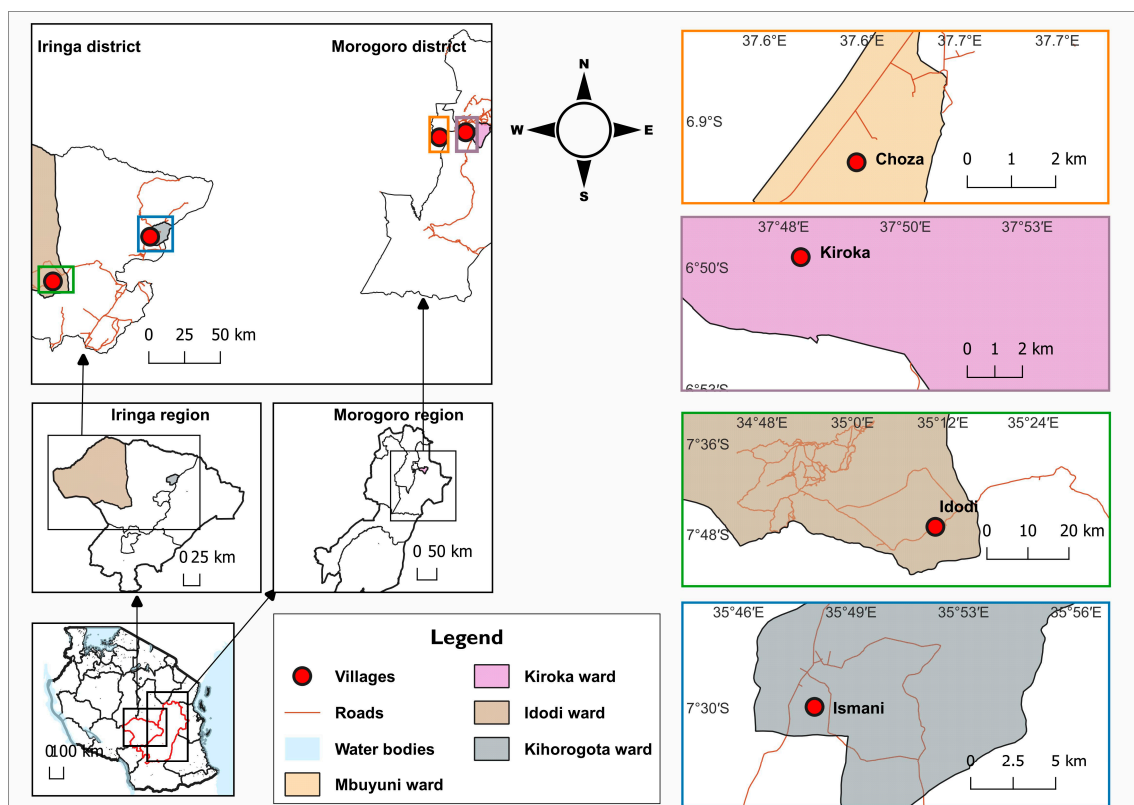 Iringa district
Morogoro district
0 25 50 km
N
W E
S
37.6°E 37.6°E 37.7°E 37.7°E
6.9°S
Choza
0 1 2 km
37°48'E 37°50'E 37°53'E
6°50'S
Kiroka
0 1 2 km
6°53'S
Iringa region
0 25 km
Morogoro region
0 50 km
34°48'E 35°0'E 35°12'E 35°24'E
7°36'S
Idodi
7°48'S
0 10 20 km
0 100 km
Legend
Villages
Roads
Water bodies
Mbuyuni ward
Kiroka ward
Idodi ward
Kihorogota ward
35°46'E 35°49'E 35°53'E 35°56'E
7°30'S
Ismani
0 2.5 5 km